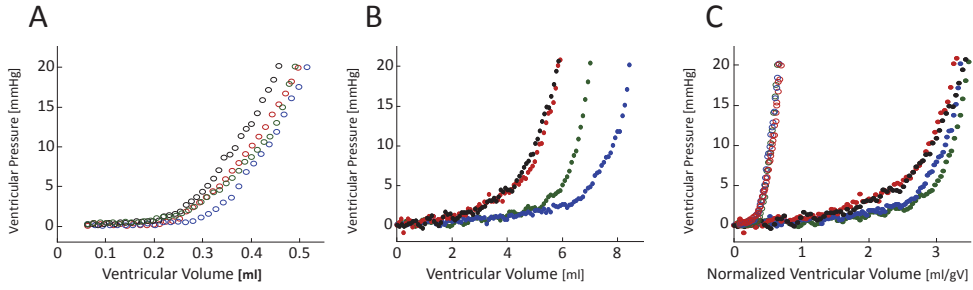 A
Ventricular Pressure [mmHg]
20
15
10
5
0
0 0.1 0.2 0.3 0.4 0.5
Ventricular Volume [ml]
B
Ventricular Pressure [mmHg]
20
15
10
5
0
0 2 4 6 8
Ventricular Volume [ml]
C
Ventricular Pressure [mmHg]
20
15
10
5
0
0 1 2 3
Normalized Ventricular Volume [ml/gV]